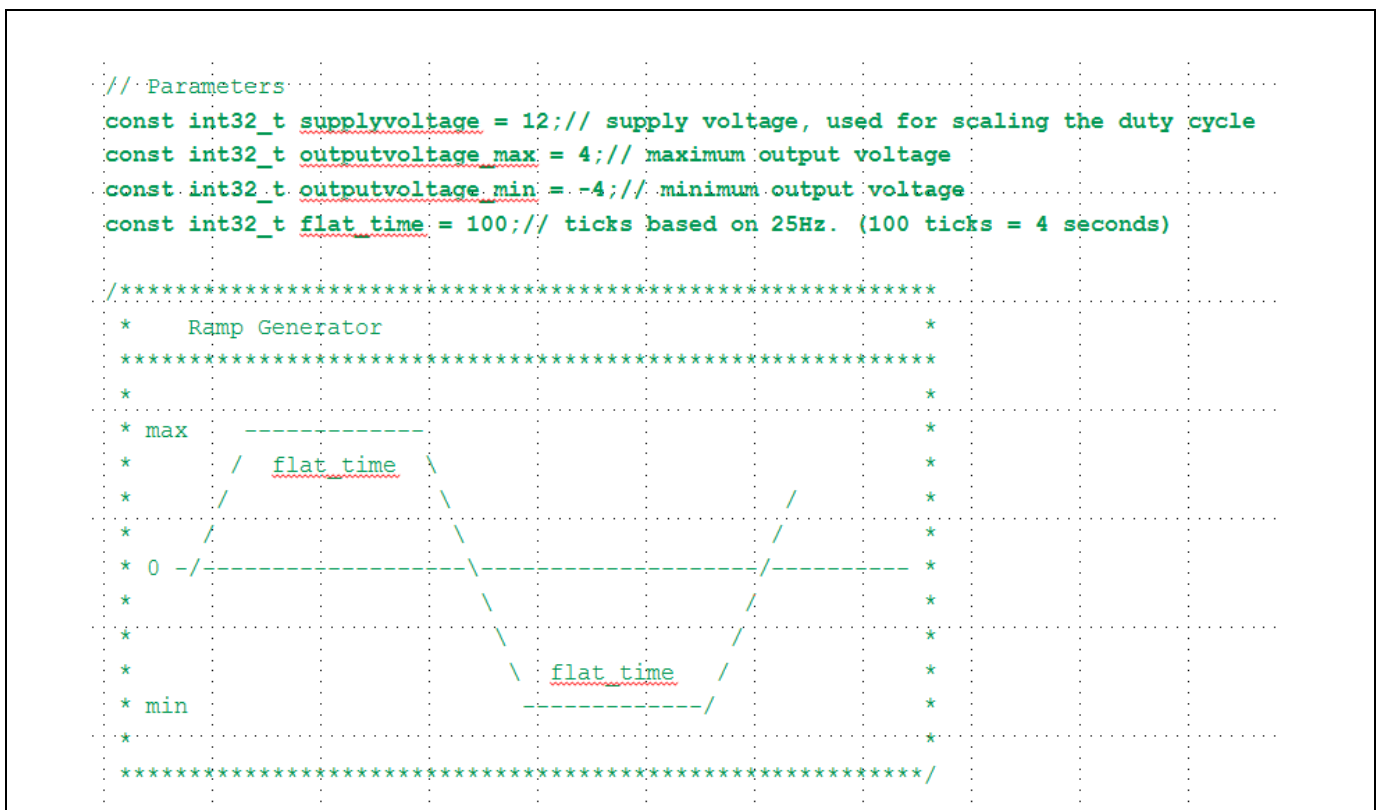 // Parameters
const int32_t supplyvoltage = 12;// supply voltage, used for scaling the duty cycle
const int32_t outputvoltage_max = 4;// maximum output voltage
const int32_t outputvoltage_min = -4;// minimum output voltage
const int32_t flat_time = 100;// ticks based on 25Hz. (100 ticks = 4 seconds)

/***********************************************************
 *    Ramp Generator                                       *
 ***********************************************************
 *                                                         *
 * max    -------------                                    *
 *       /  flat_time  \                                   *
 *      /               \                        /         *
 *     /                 \                      /          *
 * 0 -/-------------------\--------------------/---------- *
 *                         \                  /            *
 *                          \                /             *
 *                           \  flat_time   /              *
 * min                        -------------/               *
 *                                                         *
 **********************************************************/